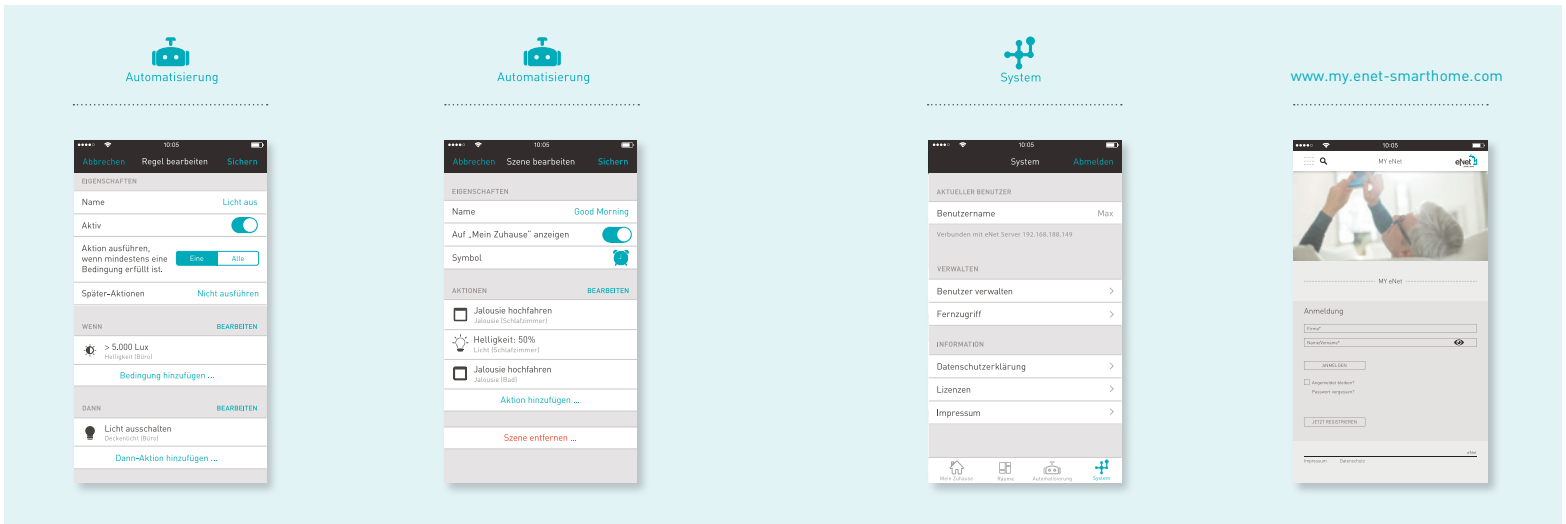 Automatisierung
10:05
Abbrechen Regel bearbeiten Sichern
EIGENSCHAFTEN
Name Licht aus
Aktiv
Aktion ausführen,
wenn mindestens eine
Bedingung erfüllt ist.
Eine Alle
Später-Aktionen Nicht ausführen
WENN BEARBEITEN
> 5.000 Lux
Helligkeit (Büro)
Bedingung hinzufügen ...
DANN BEARBEITEN
Licht ausschalten
Deckenlicht (Büro)
Dann-Aktion hinzufügen ...
Automatisierung
10:05
Abbrechen Szene bearbeiten Sichern
EIGENSCHAFTEN
Name Good Morning
Auf „Mein Zuhause“ anzeigen
Symbol
AKTIONEN BEARBEITEN
Jalousie hochfahren
Jalousie (Schlafzimmer)
Helligkeit: 50%
Licht (Schlafzimmer)
Jalousie hochfahren
Jalousie (Bad)
Aktion hinzufügen ...
Szene entfernen ...
System
10:05
System Abmelden
AKTUELLER BENUTZER
Benutzername Max
Verbunden mit eNet Server 192.168.188.149
VERWALTEN
Benutzer verwalten
Fernzugriff
INFORMATION
Datenschutzerklärung
Lizenzen
Impressum
Mein Zuhause Räume Automatisierung System
www.my.enet-smarthome.com
10:05
MY eNet eNet
MY eNet
Anmeldung
Firma*
Name/Vorname*
ANMELDEN
Angemeldet bleiben?
Passwort vergessen?
JETZT REGISTRIEREN
eNet
Impressum Datenschutz